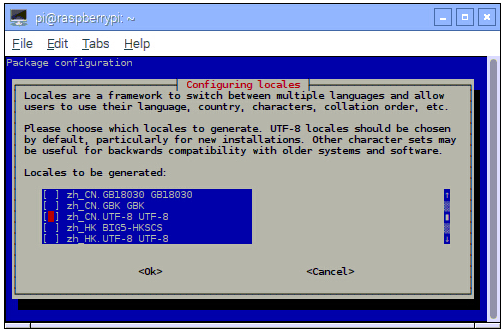 pi@raspberrypi: ~
File Edit Tabs Help
Package configuration
Configuring locales
Locales are a framework to switch between multiple languages and allow
users to use their language, country, characters, collation order, etc.
Please choose which locales to generate. UTF-8 locales should be chosen
by default, particularly for new installations. Other character sets may
be useful for backwards compatibility with older systems and software.
Locales to be generated:
[ ] zh_CN.GB18030 GB18030
[ ] zh_CN.GBK GBK
[ ] zh_CN.UTF-8 UTF-8
[ ] zh_HK BIG5-HKSCS
[ ] zh_HK.UTF-8 UTF-8
<Ok> <Cancel>